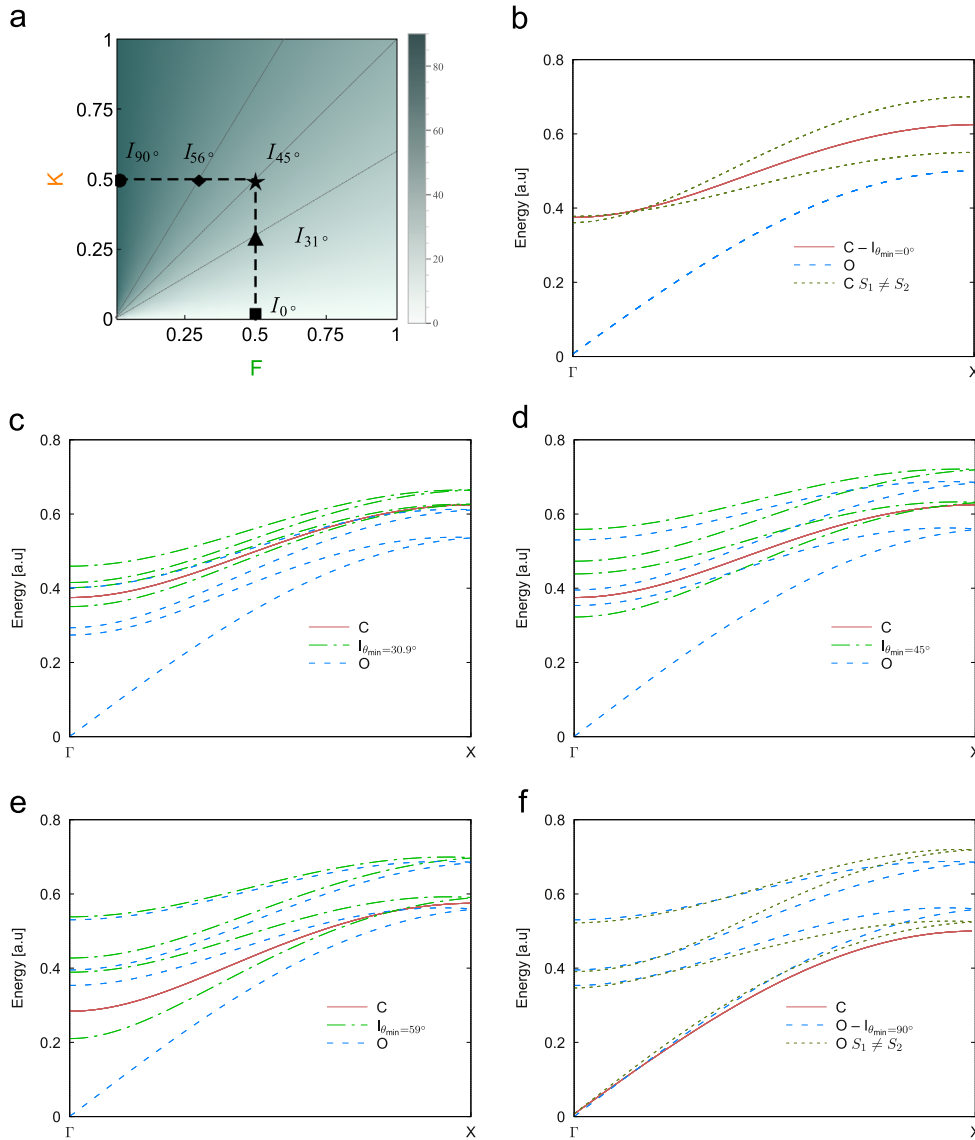 a
1
0.75
0.5
0.25
0
K
I90°
I56°
I45°
I31°
I0°
0.25
0.5
0.75
1
F
80
60
40
20
0
b
0.8
0.6
0.4
0.2
0
Energy [a.u]
C − Iθmin=0°
O
C S1 ≠ S2
Γ
X
c
0.8
0.6
0.4
0.2
0
Energy [a.u]
C
Iθmin=30.9°
O
Γ
X
d
0.8
0.6
0.4
0.2
0
Energy [a.u]
C
Iθmin=45°
O
Γ
X
e
0.8
0.6
0.4
0.2
0
Energy [a.u]
C
Iθmin=59°
O
Γ
X
f
0.8
0.6
0.4
0.2
0
Energy [a.u]
C
O − Iθmin=90°
O S1 ≠ S2
Γ
X